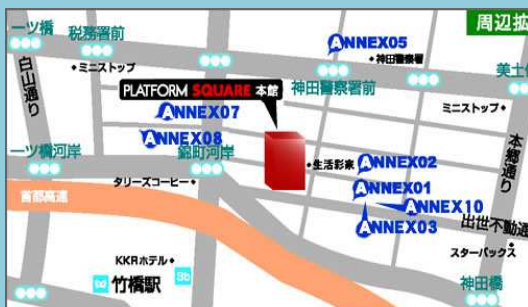 一ツ橋
税務署前
ANNEX05
周辺拡
ミニストップ
神田警察署
白山通り
PLATFORM SQUARE 本館
神田警察署前
美土代
ANNEX07
ミニストップ
ANNEX08
本郷通り
一ツ橋河岸
錦町河岸
生活彩家
ANNEX02
タリーズコーヒー
ANNEX01
首都高速
ANNEX10
出世不動通
ANNEX03
スターバックス
KKRホテル
竹橋駅
3b
神田橋